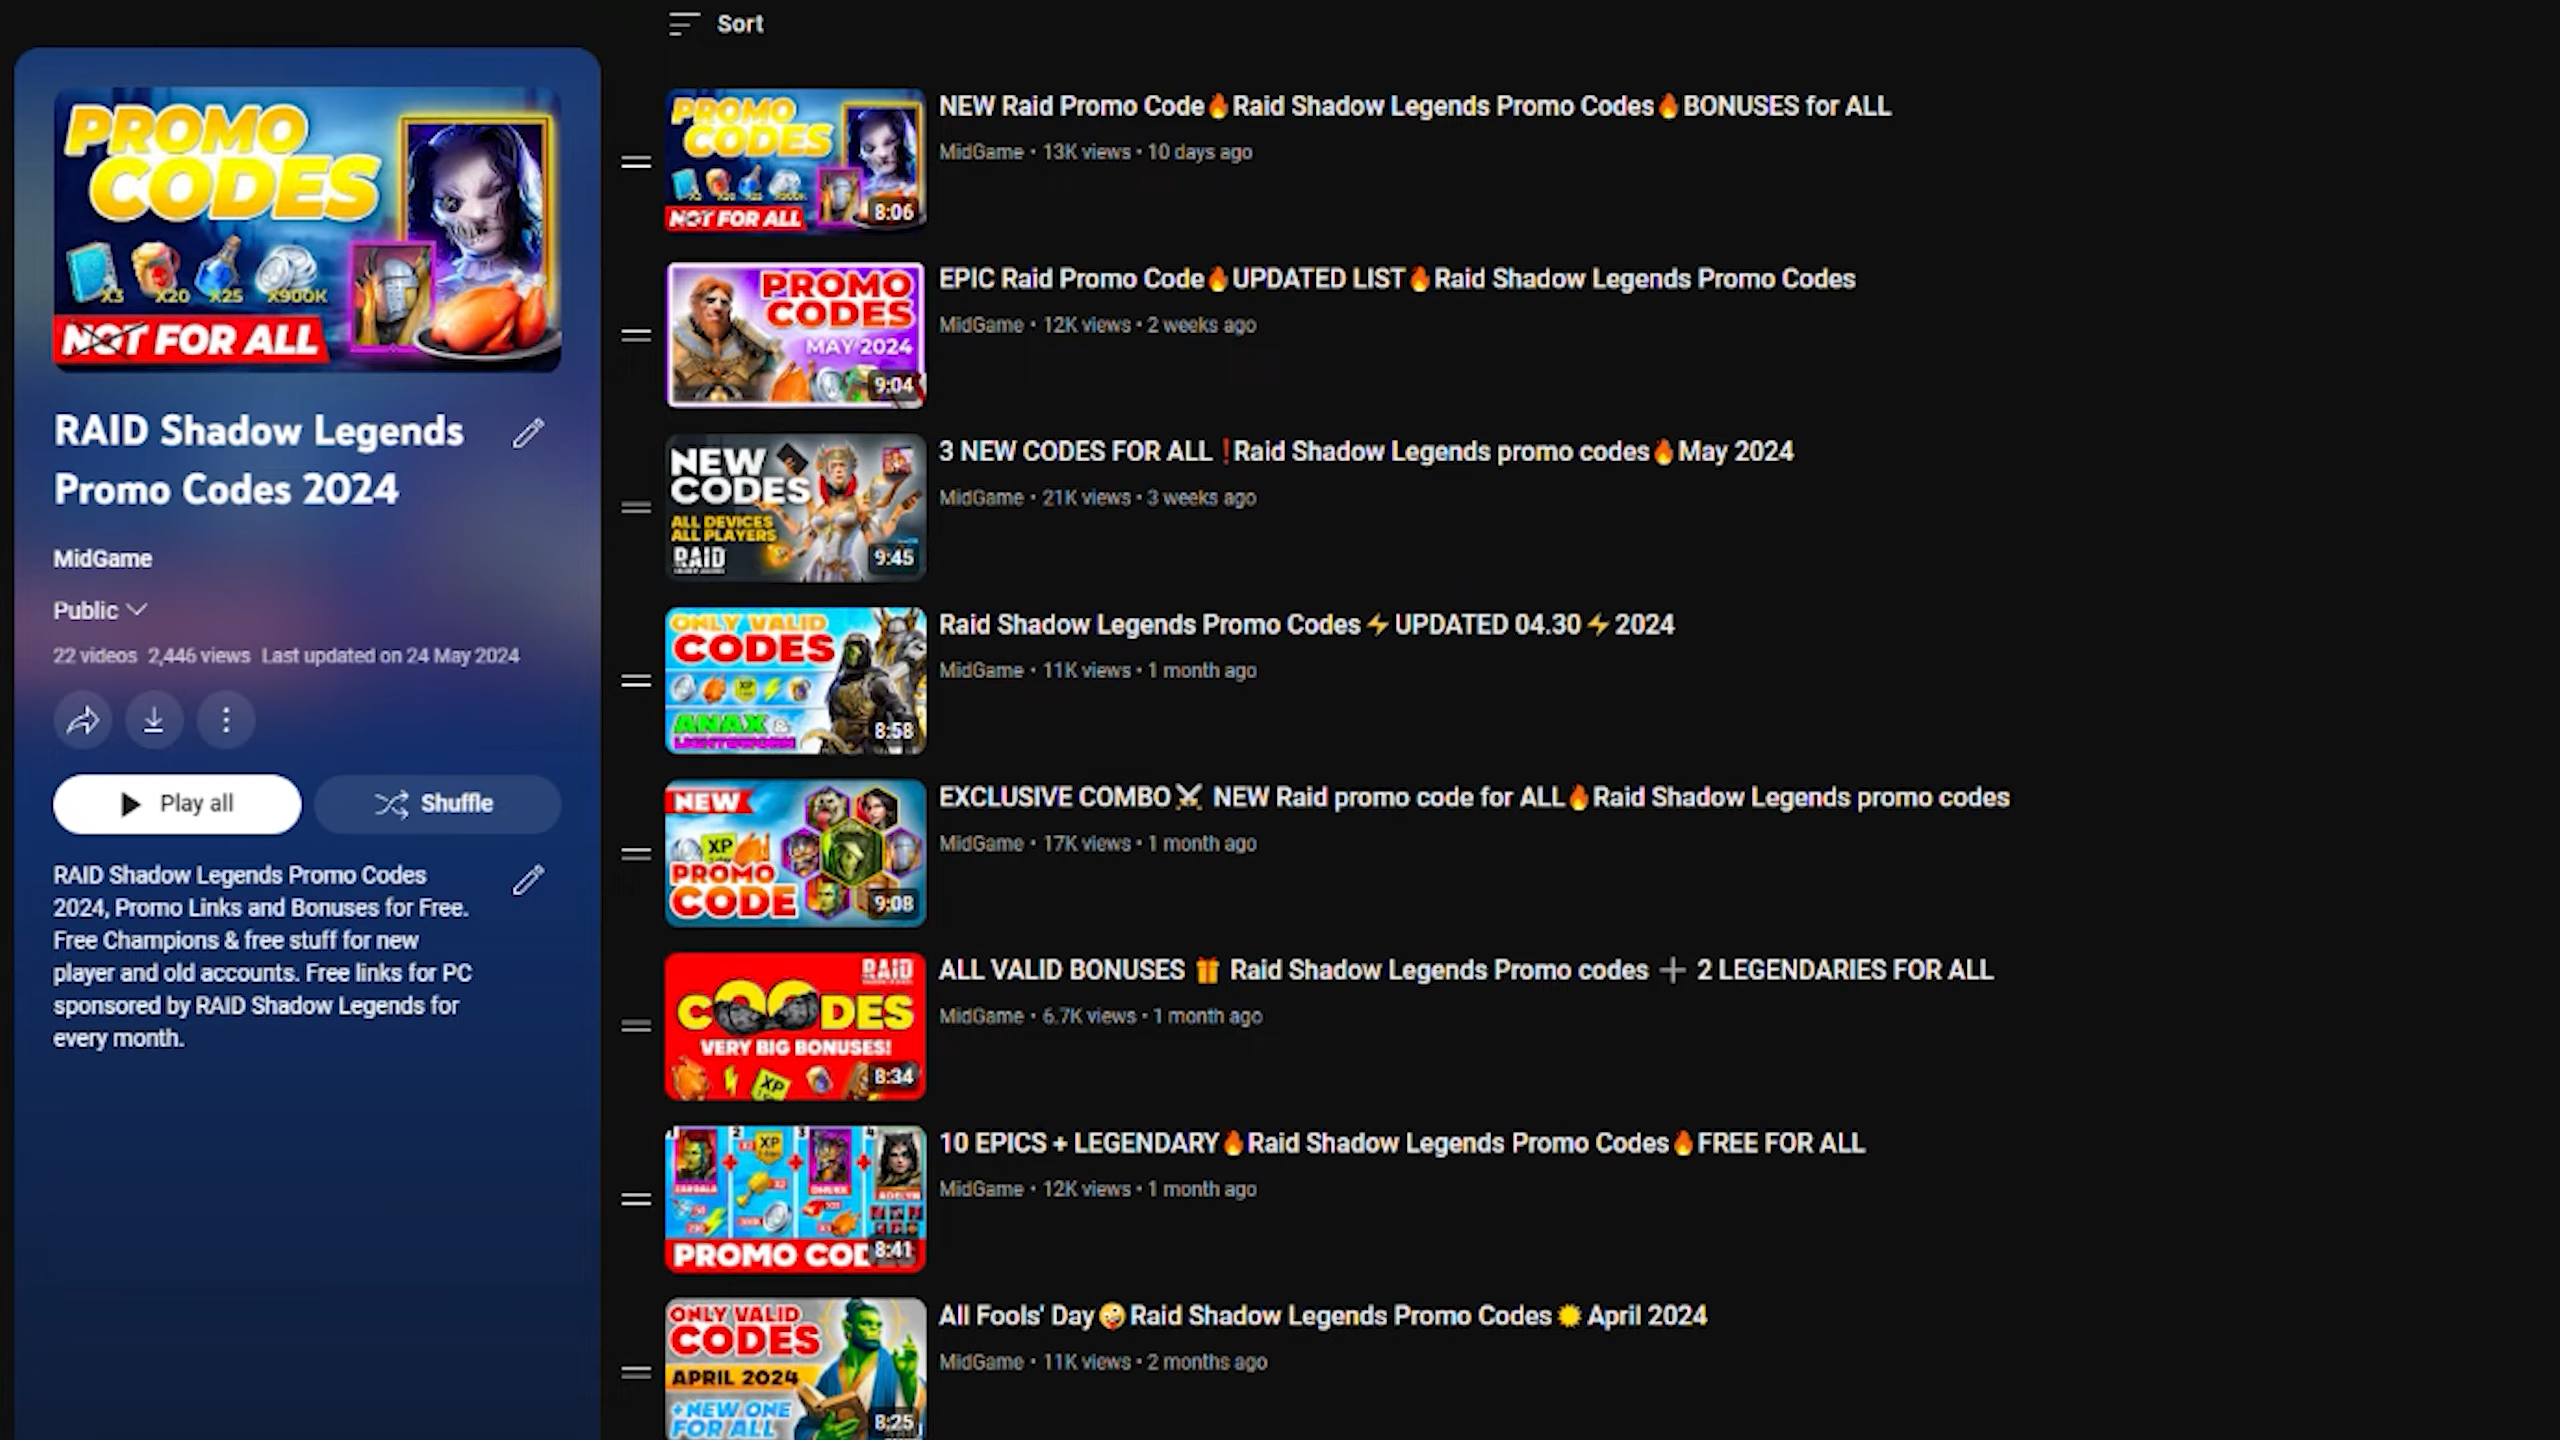 Sort
PROMO
CODES
X3 X20 X25 X900K
NOT FOR ALL
RAID Shadow Legends
Promo Codes 2024
MidGame
Public
22 videos 2,446 views Last updated on 24 May 2024
Play all
Shuffle
RAID Shadow Legends Promo Codes
2024, Promo Links and Bonuses for Free.
Free Champions & free stuff for new
player and old accounts. Free links for PC
sponsored by RAID Shadow Legends for
every month.
PROMO
CODES
NOT FOR ALL
8:06
NEW Raid Promo Code🔥Raid Shadow Legends Promo Codes🔥BONUSES for ALL
MidGame • 13K views • 10 days ago
PROMO
CODES
MAY 2024
9:04
EPIC Raid Promo Code🔥UPDATED LIST🔥Raid Shadow Legends Promo Codes
MidGame • 12K views • 2 weeks ago
NEW
CODES
ALL DEVICES
ALL PLAYERS
RAID
9:45
3 NEW CODES FOR ALL❗Raid Shadow Legends promo codes🔥May 2024
MidGame • 21K views • 3 weeks ago
ONLY VALID
CODES
XP
ANAX &
8:58
Raid Shadow Legends Promo Codes⚡UPDATED 04.30⚡2024
MidGame • 11K views • 1 month ago
NEW
XP
PROMO
CODE
9:08
EXCLUSIVE COMBO⚔ NEW Raid promo code for ALL🔥Raid Shadow Legends promo codes
MidGame • 17K views • 1 month ago
RAID
COODES
VERY BIG BONUSES!
XP
8:34
ALL VALID BONUSES 🎁 Raid Shadow Legends Promo codes ➕ 2 LEGENDARIES FOR ALL
MidGame • 6.7K views • 1 month ago
2 3 4
XP
PROMO COD
8:41
10 EPICS + LEGENDARY🔥Raid Shadow Legends Promo Codes🔥FREE FOR ALL
MidGame • 12K views • 1 month ago
ONLY VALID
CODES
APRIL 2024
+NEW ONE
FOR ALL
8:25
All Fools' Day🤪Raid Shadow Legends Promo Codes🌞April 2024
MidGame • 11K views • 2 months ago